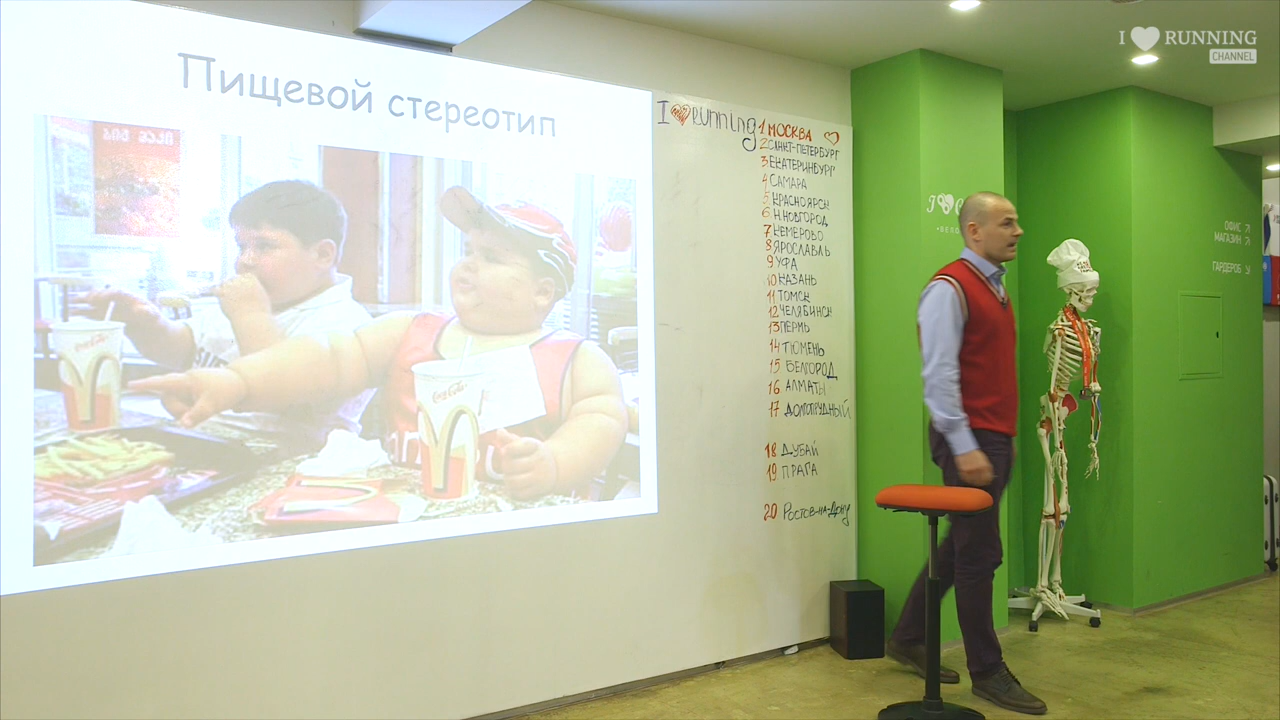 I RUNNING
CHANNEL
Пищевой стереотип
I Running
1 МОСКВА
2 САНКТ-ПЕТЕРБУРГ
3 ЕКАТЕРИНБУРГ
4 САМАРА
5 КРАСНОЯРСК
6 Н.НОВГОРОД
7 КЕМЕРОВО
8 ЯРОСЛАВЛЬ
9 УФА
10 КАЗАНЬ
11 ТОМСК
12 ЧЕЛЯБИНСК
13 ПЕРМЬ
14 ТЮМЕНЬ
15 БЕЛГОРОД
16 АЛМАТЫ
17 ДОЛГОПРУДНЫЙ
18 ДУБАЙ
19 ПРАГА
20 Ростов-на-Дону
ОФИС
МАГАЗИН
ГАРДЕРОБ
Coca-Cola
Coca-Cola